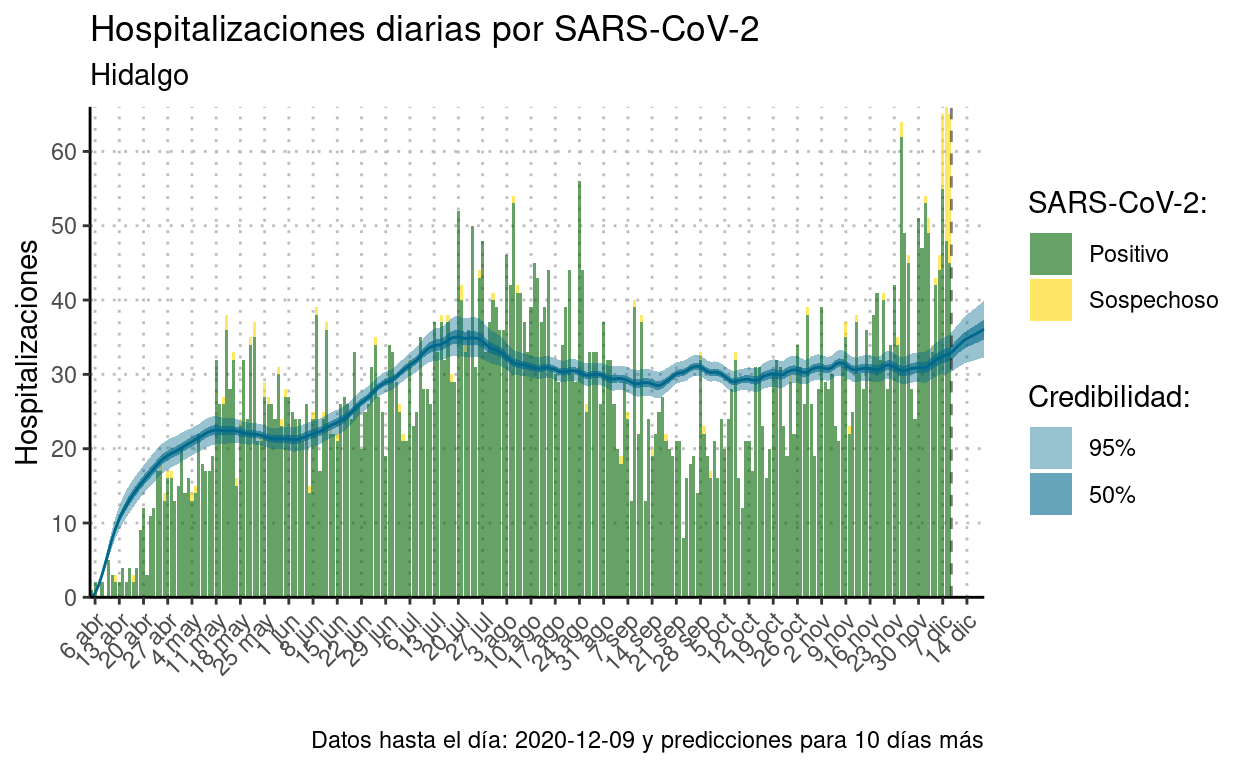 Hospitalizaciones diarias por SARS-CoV-2
Hidalgo
Hospitalizaciones
60
50
40
30
20
10
0
6 abr
13 abr
20 abr
27 abr
4 may
11 may
18 may
25 may
1 jun
8 jun
15 jun
22 jun
29 jun
6 jul
13 jul
20 jul
27 jul
3 ago
10 ago
17 ago
24 ago
31 ago
7 sep
14 sep
21 sep
28 sep
5 oct
12 oct
19 oct
26 oct
2 nov
9 nov
16 nov
23 nov
30 nov
7 dic
14 dic
SARS-CoV-2:
Positivo
Sospechoso
Credibilidad:
95%
50%
Datos hasta el día: 2020-12-09 y predicciones para 10 días más